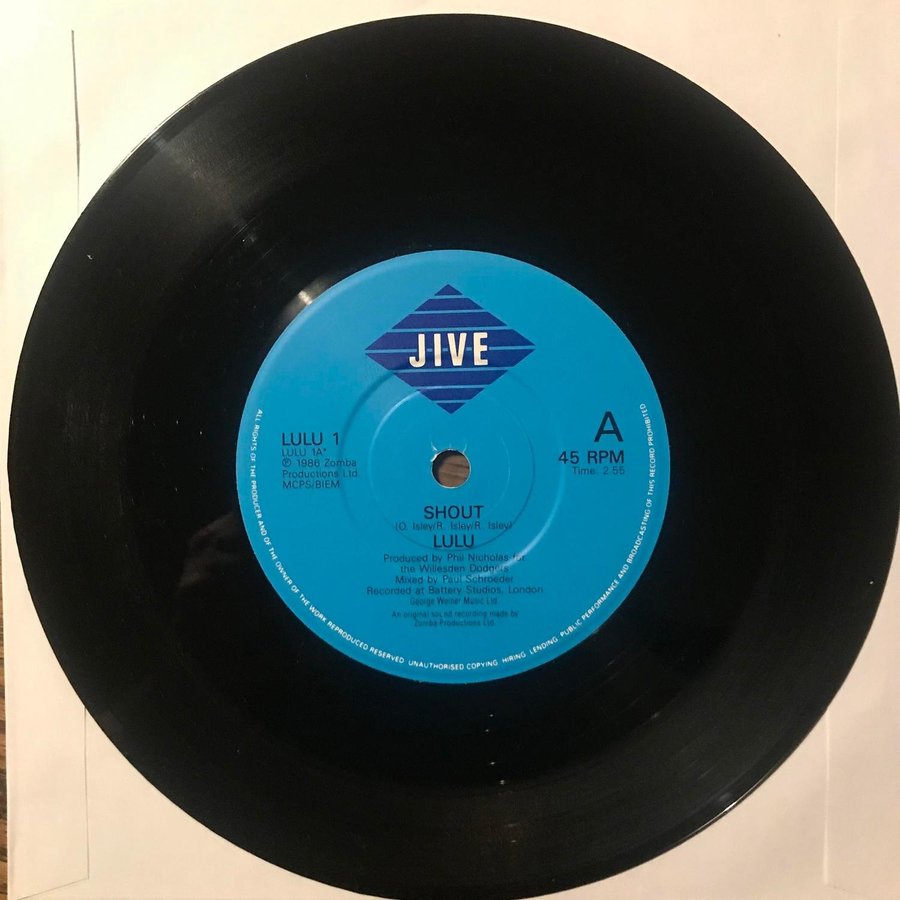 JIVE
LULU 1
LULU 1A*
℗ 1986 Zomba
Productions Ltd.
MCPS/BIEM
A
45 RPM
Time: 2.55
SHOUT
(O. Isley/R. Isley/R. Isley)
LULU
Produced by Phil Nicholas for
the Willesden Dodgers
Mixed by Paul Schroeder
Recorded at Battery Studios, London
George Weiner Music Ltd.
An original sound recording made by
Zomba Productions Ltd
ALL RIGHTS OF THE PRODUCER AND OF THE OWNER OF THE WORK REPRODUCED RESERVED. UNAUTHORISED COPYING, HIRING, LENDING, PUBLIC PERFORMANCE AND BROADCASTING OF THIS RECORD PROHIBITED